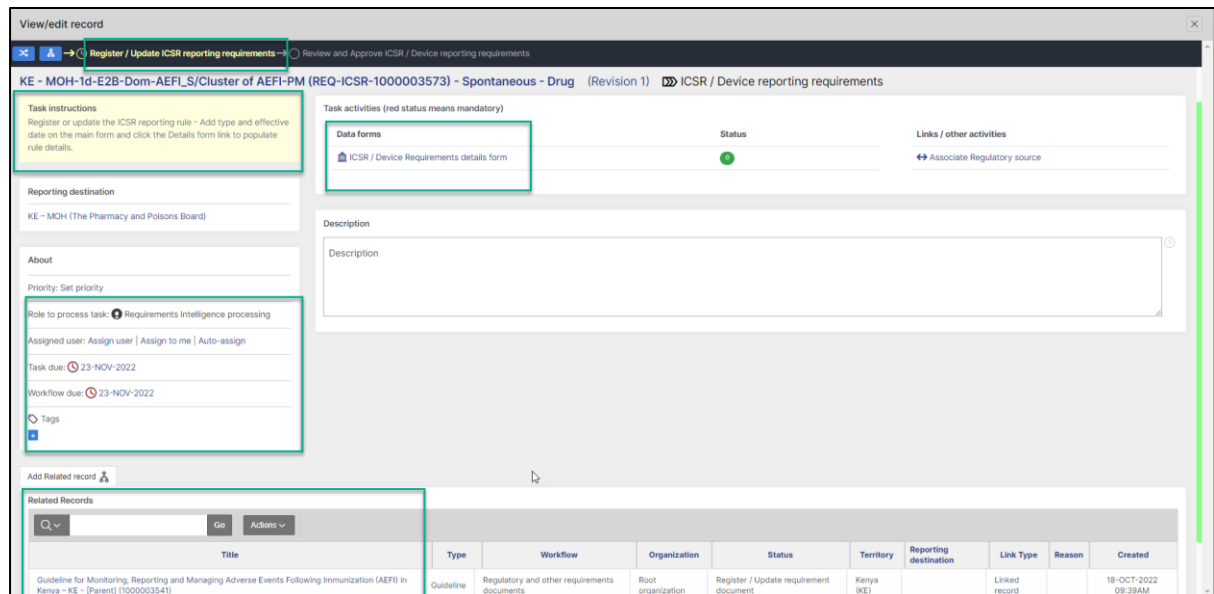 View/edit record
Register / Update ICSR reporting requirements
Review and Approve ICSR / Device reporting requirements
KE - MOH-1d-E2B-Dom-AEFI_S/Cluster of AEFI-PM (REQ-ICSR-1000003573) - Spontaneous - Drug (Revision 1) ICSR / Device reporting requirements
Task instructions
Register or update the ICSR reporting rule - Add type and effective
date on the main form and click the Details form link to populate
rule details.
Task activities (red status means mandatory)
Data forms Status Links / other activities
ICSR / Device Requirements details form 0 Associate Regulatory source
Reporting destination
KE – MOH (The Pharmacy and Poisons Board)
Description
Description
About
Priority: Set priority
Role to process task: Requirements Intelligence processing
Assigned user: Assign user | Assign to me | Auto-assign
Task due: 23-NOV-2022
Workflow due: 23-NOV-2022
Tags
+
Add Related record
Related Records
Go Actions
Title Type Workflow Organization Status Territory Reporting destination Link Type Reason Created
Guideline for Monitoring, Reporting and Managing Adverse Events Following Immunization (AEFI) in
Kenya – KE - [Parent] (1000003541)
Guideline
Regulatory and other requirements
documents
Root
organization
Register / Update requirement
document
Kenya
(KE)
Linked
record
18-OCT-2022
09:39AM